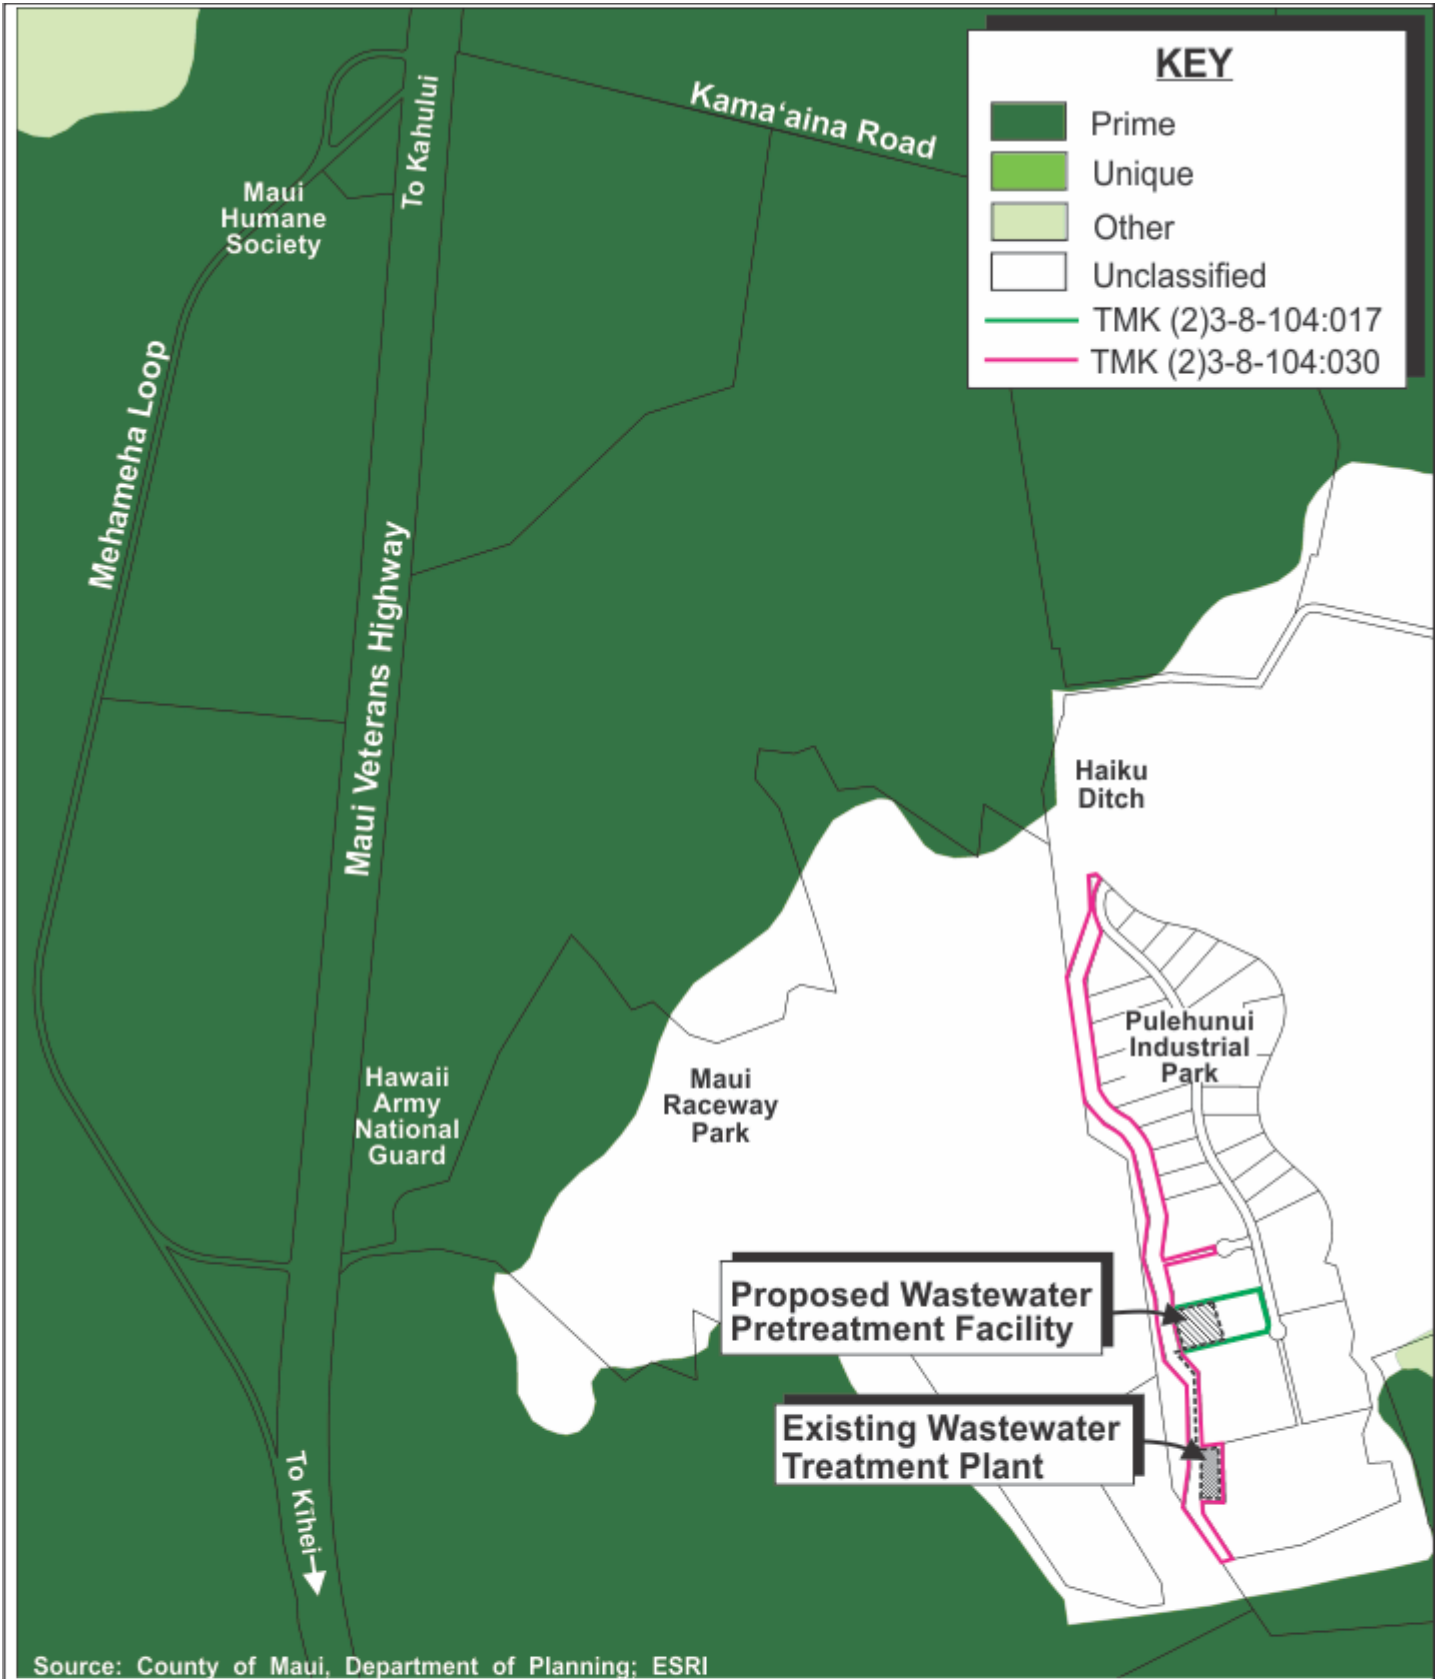 KEY
Prime
Unique
Other
Unclassified
TMK (2)3-8-104:017
TMK (2)3-8-104:030
Kama‘aina Road
To Kahului
Maui
Humane
Society
Mehameha Loop
Maui Veterans Highway
Haiku
Ditch
Pulehunui
Industrial
Park
Hawaii
Army
National
Guard
Maui
Raceway
Park
Proposed Wastewater
Pretreatment Facility
Existing Wastewater
Treatment Plant
To Kīhei
Source: County of Maui, Department of Planning; ESRI